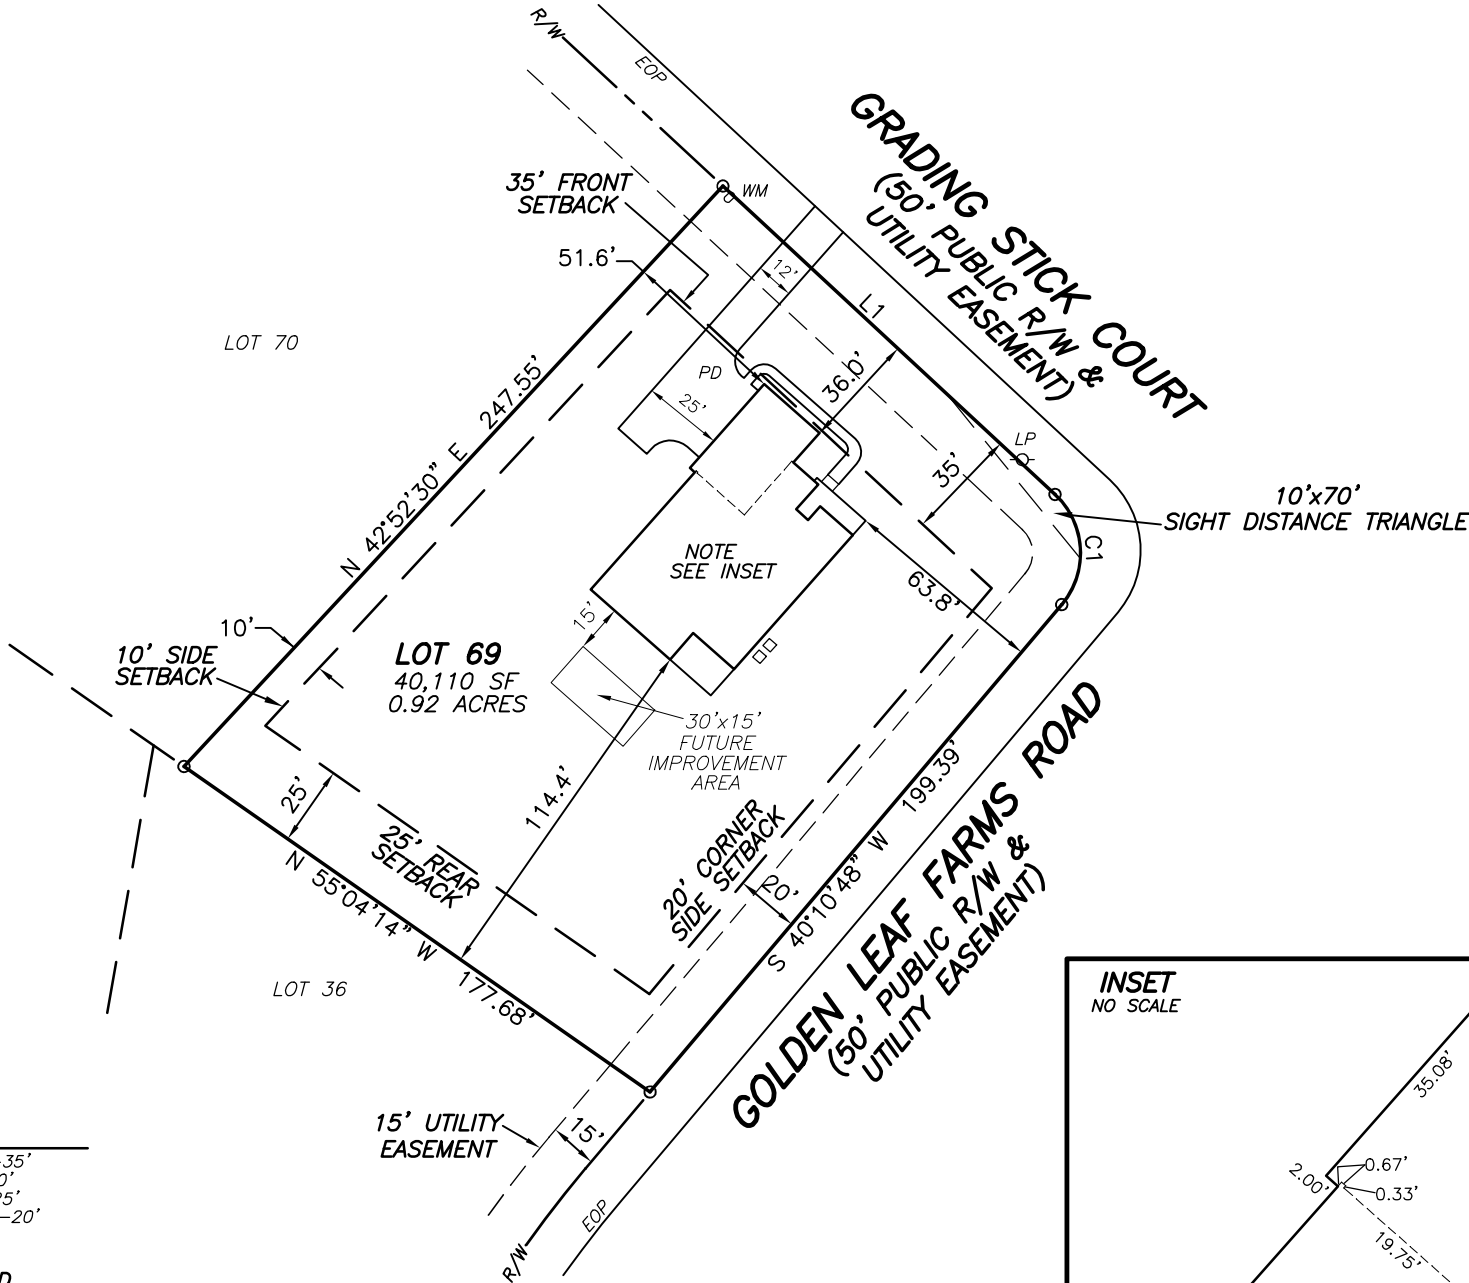 R/W
EOP
GRADING STICK COURT
(50' PUBLIC R/W &
UTILITY EASEMENT)
35' FRONT
SETBACK
WM
51.6'
12'
L1
LOT 70
PD
36.0'
25'
N 42°52'30" E 247.55'
LP
35'
10'x70'
SIGHT DISTANCE TRIANGLE
C1
NOTE
SEE INSET
63.8'
15'
10'
10' SIDE
SETBACK
LOT 69
40,110 SF
0.92 ACRES
30'x15'
FUTURE
IMPROVEMENT
AREA
114.4'
25'
25' REAR
SETBACK
20' CORNER
SIDE SETBACK
20'
S 40°10'48" W 199.39'
GOLDEN LEAF FARMS ROAD
(50' PUBLIC R/W &
UTILITY EASEMENT)
N 55°04'14" W 177.68'
LOT 36
15' UTILITY
EASEMENT
15'
EOP
R/W
INSET
NO SCALE
35.08'
0.67'
2.00'
0.33'
19.75'
35'
0'
5'
-20'